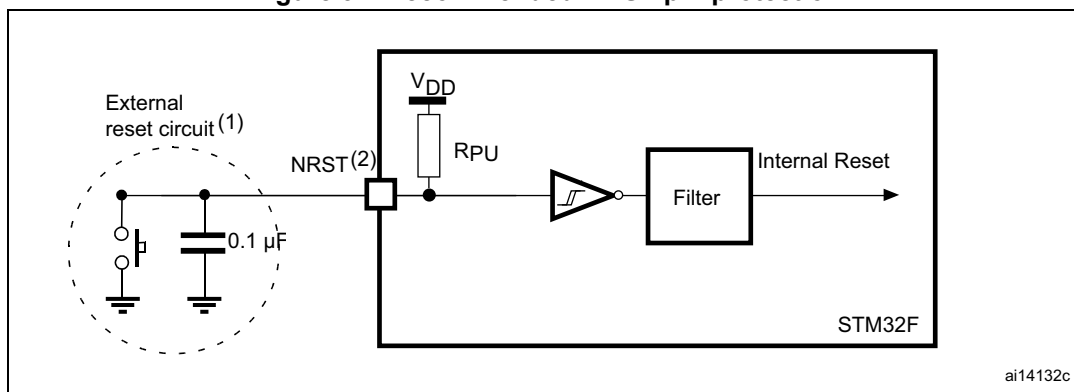 External
reset circuit (1)
VDD
RPU
NRST (2)
Internal Reset
Filter
0.1 µF
STM32F
ai14132c